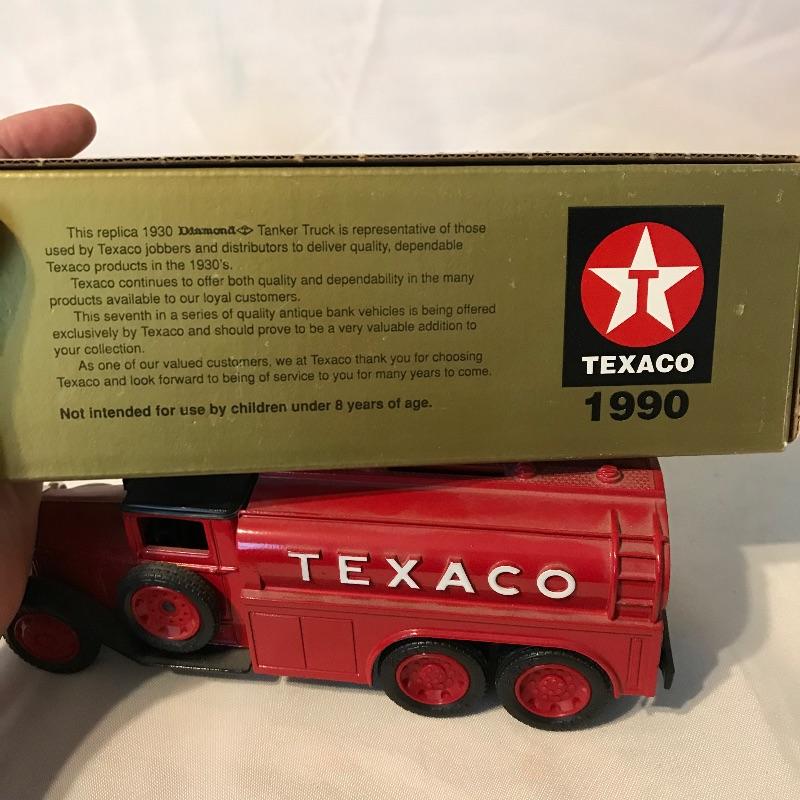 This replica 1930 Diamond T Tanker Truck is representative of those
used by Texaco jobbers and distributors to deliver quality, dependable
Texaco products in the 1930's.
Texaco continues to offer both quality and dependability in the many
products available to our loyal customers.
This seventh in a series of quality antique bank vehicles is being offered
exclusively by Texaco and should prove to be a very valuable addition to
your collection.
As one of our valued customers, we at Texaco thank you for choosing
Texaco and look forward to being of service to you for many years to come.
Not intended for use by children under 8 years of age.
T
TEXACO
1990
TEXACO